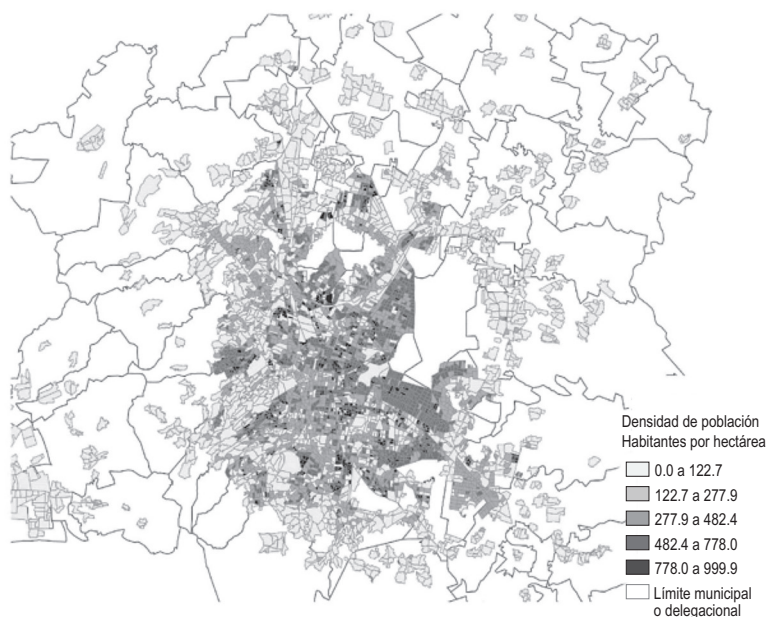 Densidad de población
Habitantes por hectárea
0.0 a 122.7
122.7 a 277.9
277.9 a 482.4
482.4 a 778.0
778.0 a 999.9
Límite municipal
o delegacional